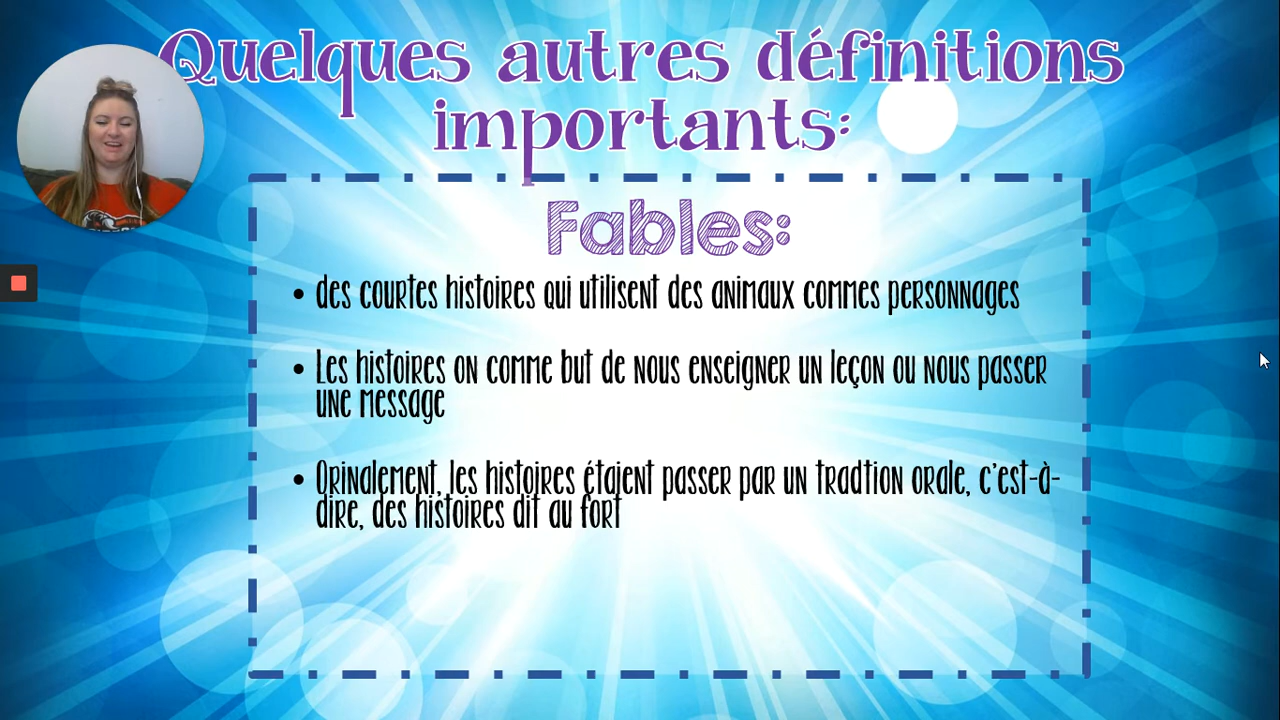 Quelques autres définitions
importants:
Fables:
• des courtes histoires qui utilisent des animaux commes personnages
• Les histoires on comme but de nous enseigner un leçon ou nous passer
une message
• Orinalement, les histoires étaient passer par un tradtion orale, c'est-à-
dire, des histoires dit au fort